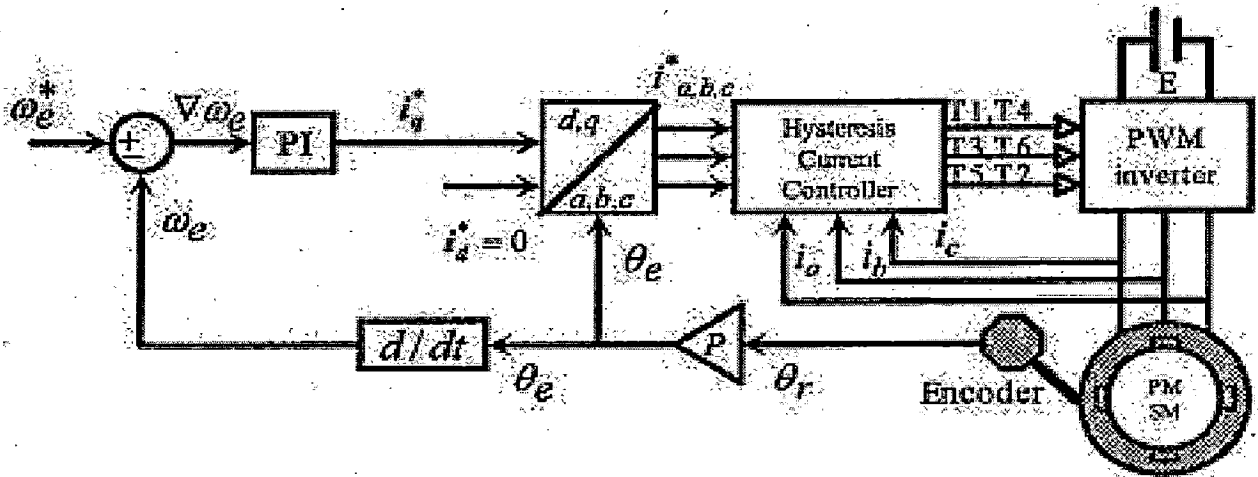 E
ω*e
∇ωe
PI
i*q
d,q
a,b,c
i*a,b,c
Hysteresis
Current
Controller
T1,T4
T3,T6
T5,T2
PWM
inverter
±
ωe
i*d = 0
θe
ia
ib
ic
d/dt
θe
P
θr
Encoder
PM
SM